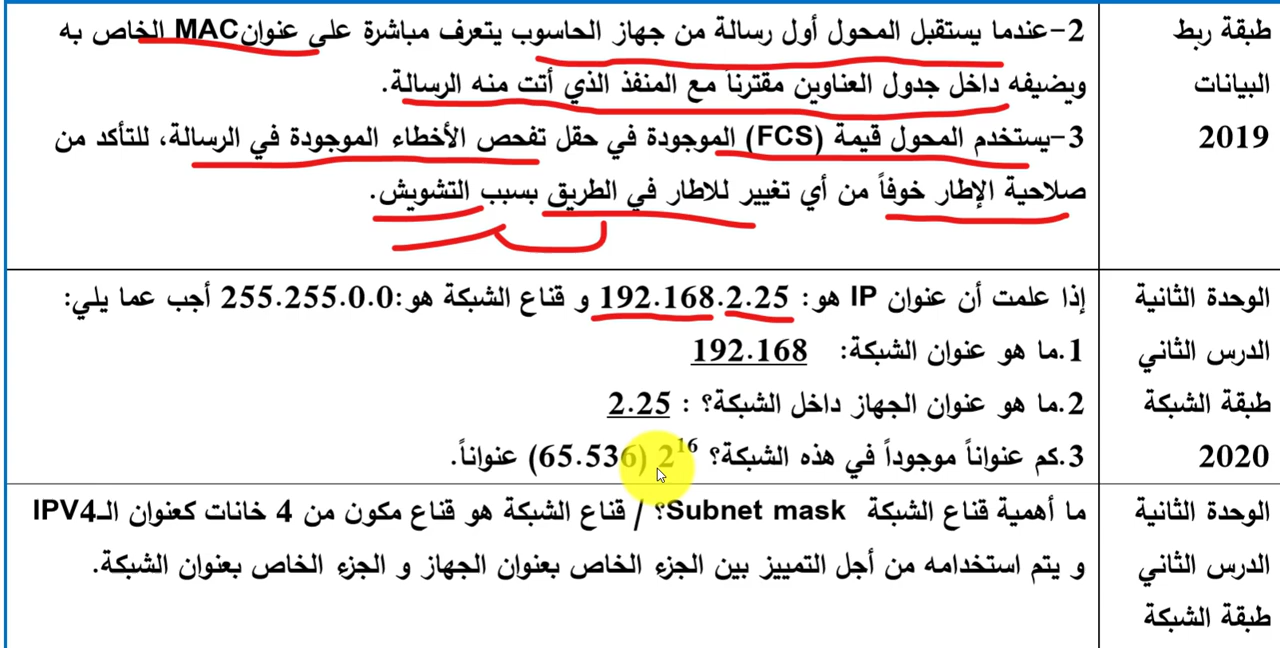 طبقة ربط
البيانات
2019
2-عندما يستقبل المحول أول رسالة من جهاز الحاسوب يتعرف مباشرة على عنوانMAC الخاص به
ويضيفه داخل جدول العناوين مقترناً مع المنفذ الذي أتت منه الرسالة.
3-يستخدم المحول قيمة (FCS) الموجودة في حقل تفحص الأخطاء الموجودة في الرسالة، للتأكد من
صلاحية الإطار خوفاً من أي تغيير للاطار في الطريق بسبب التشويش.
الوحدة الثانية
الدرس الثاني
طبقة الشبكة
2020
إذا علمت أن عنوان IP هو: 192.168.2.25 و قناع الشبكة هو:255.255.0.0 أجب عما يلي:
1.ما هو عنوان الشبكة: 192.168
2.ما هو عنوان الجهاز داخل الشبكة؟ : 2.25
3.كم عنواناً موجوداً في هذه الشبكة؟ 2¹⁶ (65.536) عنواناً.
الوحدة الثانية
الدرس الثاني
طبقة الشبكة
ما أهمية قناع الشبكة Subnet mask؟ / قناع الشبكة هو قناع مكون من 4 خانات كعنوان الـIPV4
و يتم استخدامه من أجل التمييز بين الجزء الخاص بعنوان الجهاز و الجزء الخاص بعنوان الشبكة.